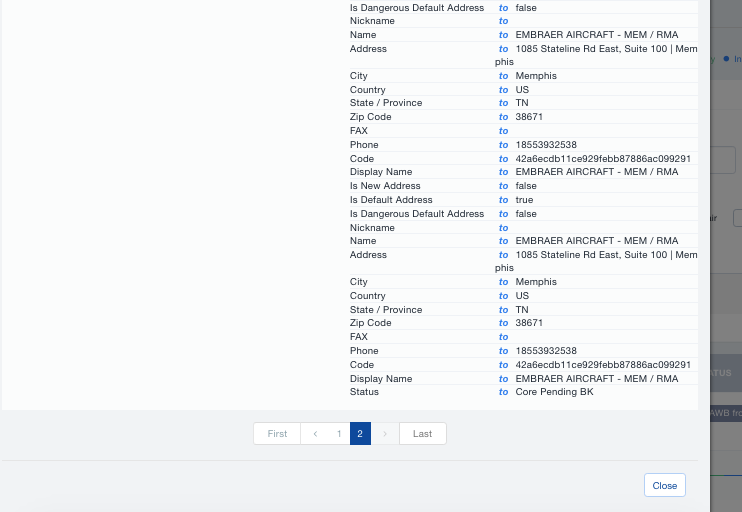 Is Dangerous Default Address to false
Nickname to
Name to EMBRAER AIRCRAFT - MEM / RMA
Address to 1085 Stateline Rd East, Suite 100 | Mem
phis
City to Memphis
Country to US
State / Province to TN
Zip Code to 38671
FAX to
Phone to 18553932538
Code to 42a6ecdb11ce929febb87886ac099291
Display Name to EMBRAER AIRCRAFT - MEM / RMA
Is New Address to false
Is Default Address to true
Is Dangerous Default Address to false
Nickname to
Name to EMBRAER AIRCRAFT - MEM / RMA
Address to 1085 Stateline Rd East, Suite 100 | Mem
phis
City to Memphis
Country to US
State / Province to TN
Zip Code to 38671
FAX to
Phone to 18553932538
Code to 42a6ecdb11ce929febb87886ac099291
Display Name to EMBRAER AIRCRAFT - MEM / RMA
Status to Core Pending BK
First ‹ 1 2 › Last
Close
y In
air
ATUS
AWB fro